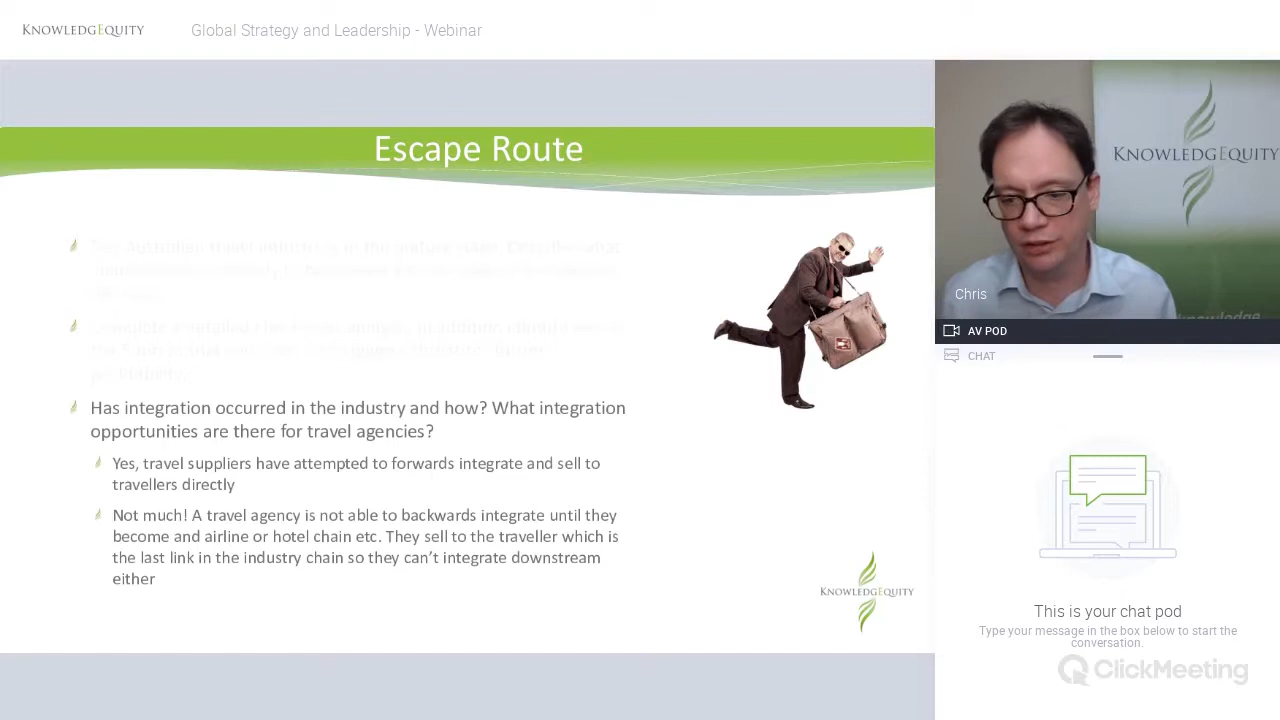 KNOWLEDGEQUITY
Global Strategy and Leadership - Webinar
Escape Route
KNOWLEDGEQUITY
Chris
AV POD
CHAT
Has integration occurred in the industry and how? What integration
opportunities are there for travel agencies?
Yes, travel suppliers have attempted to forwards integrate and sell to
travellers directly
Not much! A travel agency is not able to backwards integrate until they
become and airline or hotel chain etc. They sell to the traveller which is
the last link in the industry chain so they can’t integrate downstream
either
KNOWLEDGEQUITY
This is your chat pod
Type your message in the box below to start the
conversation.
ClickMeeting